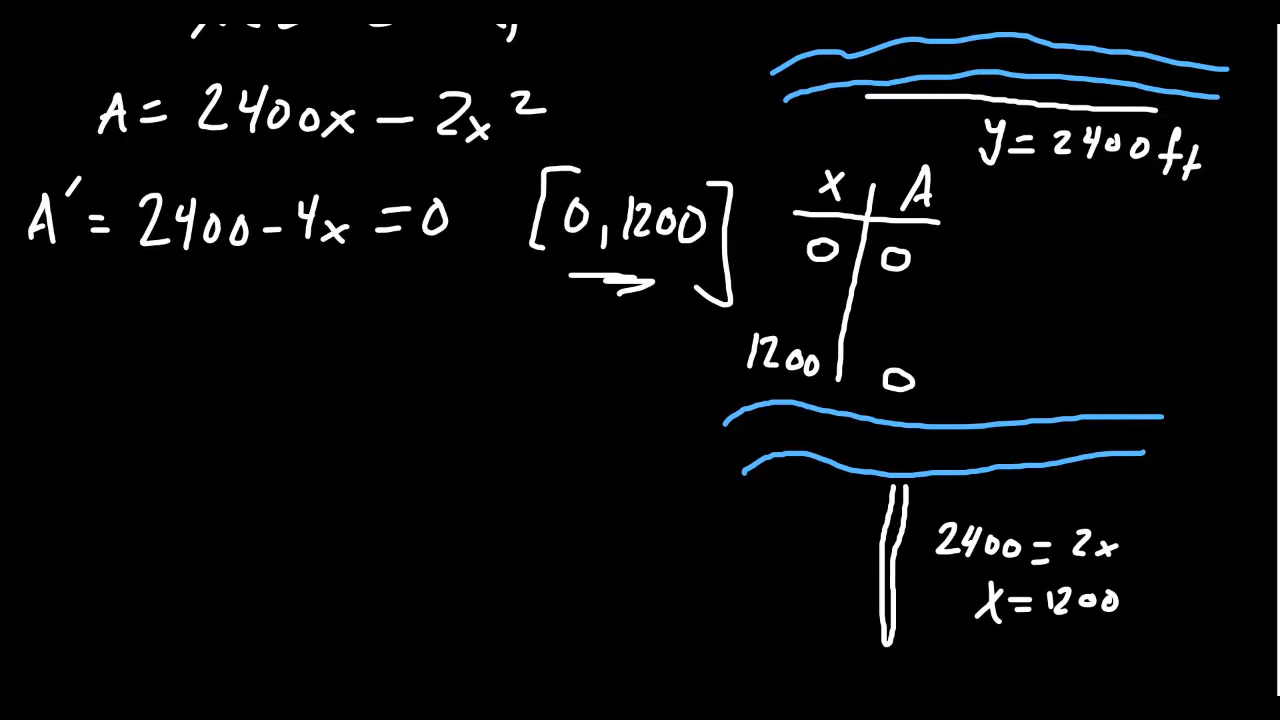 A = 2400x − 2x²
A′ = 2400 − 4x = 0
[0, 1200]
y = 2400 ft
x A
0 0
1200 0
2400 = 2x
x = 1200